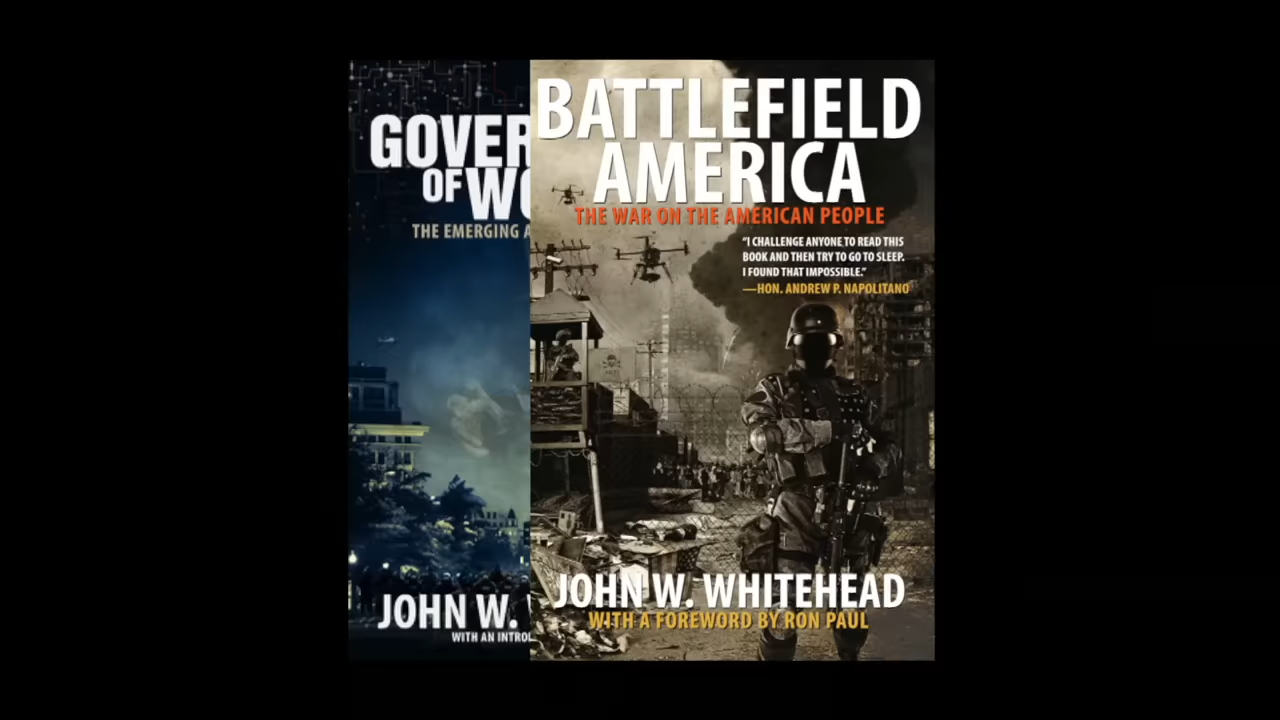 GOVER
OF WO
THE EMERGING A
JOHN W.
WITH AN INTRO
BATTLEFIELD
AMERICA
THE WAR ON THE AMERICAN PEOPLE
"I CHALLENGE ANYONE TO READ THIS
BOOK AND THEN TRY TO GO TO SLEEP.
I FOUND THAT IMPOSSIBLE."
—HON. ANDREW P. NAPOLITANO
JOHN W. WHITEHEAD
WITH A FOREWORD BY RON PAUL